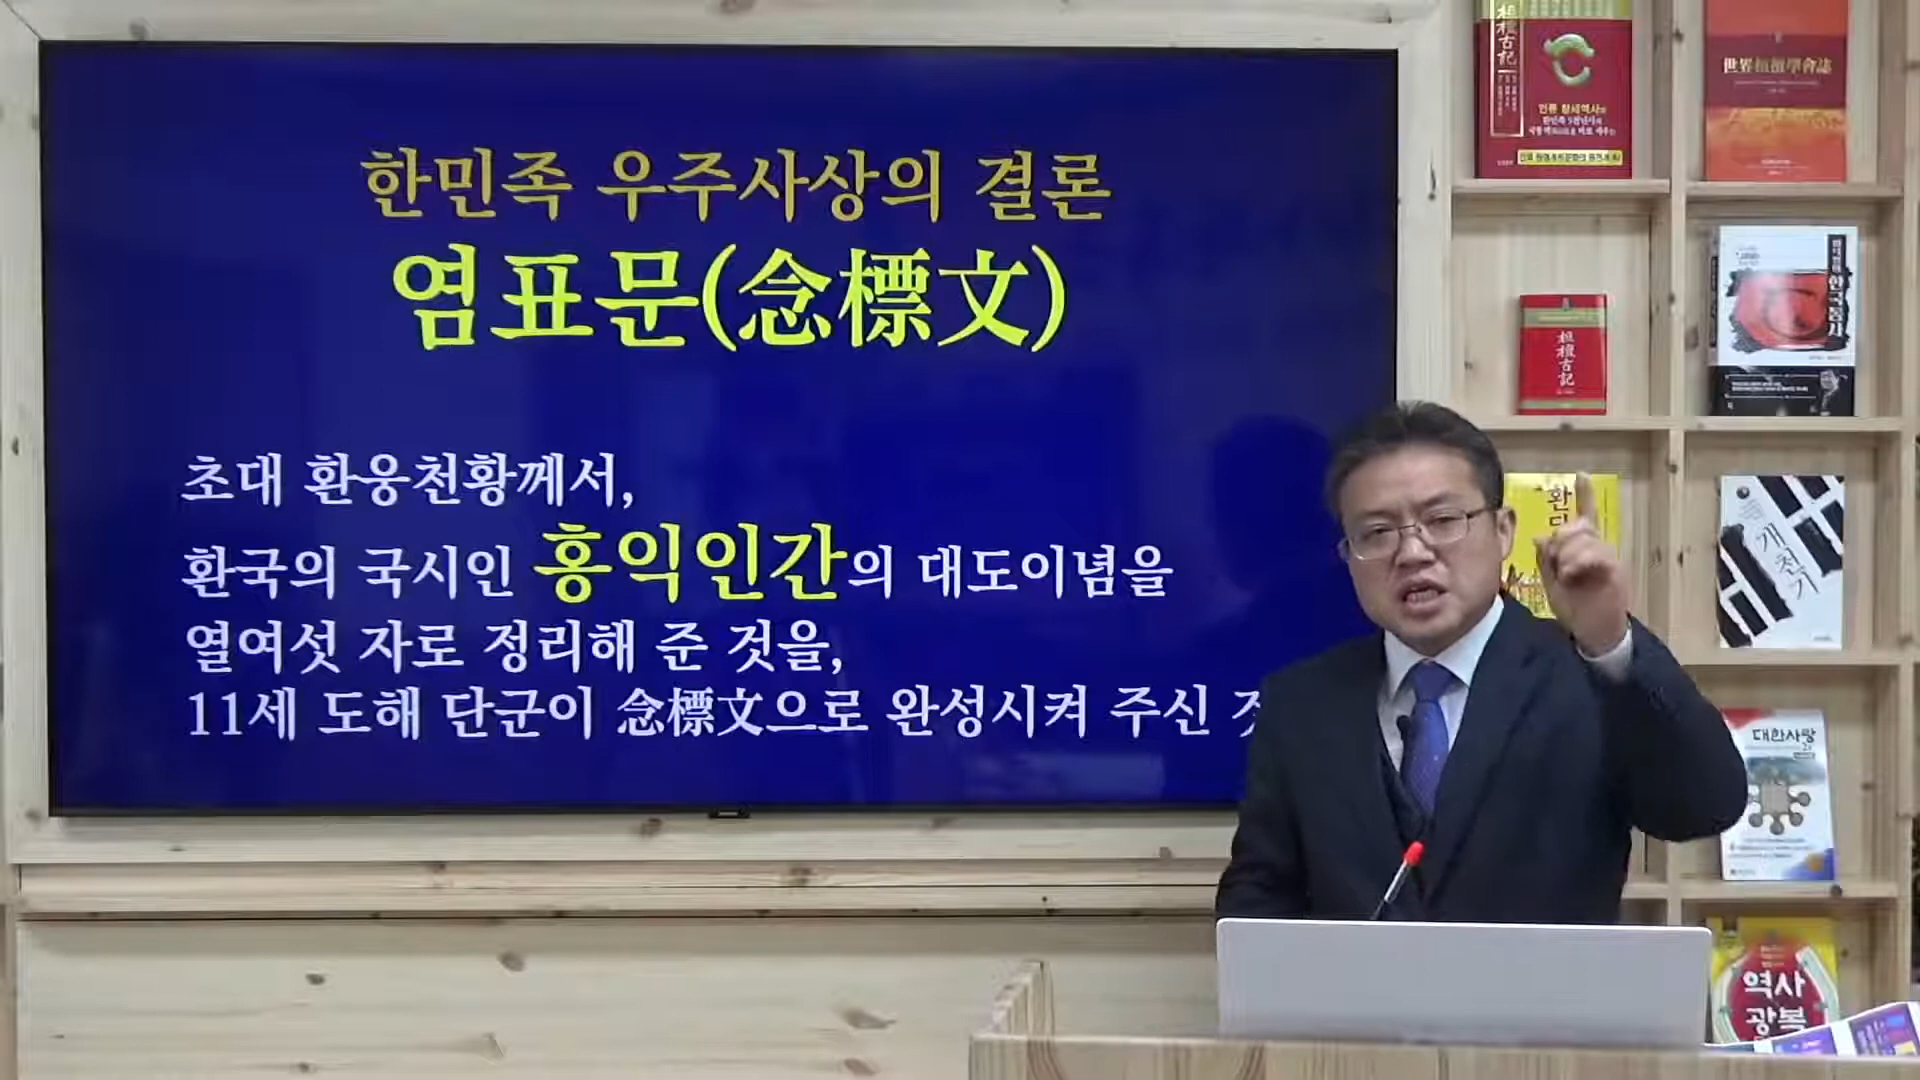 한민족 우주사상의 결론
염표문(念標文)
초대 환웅천황께서,
환국의 국시인 홍익인간의 대도이념을
열여섯 자로 정리해 준 것을,
11세 도해 단군이 念標文으로 완성시켜 주신
桓檀古記
世界桓檀學會誌
桓檀古記
한국통사
환단
개천기
대한사랑
역사
광복